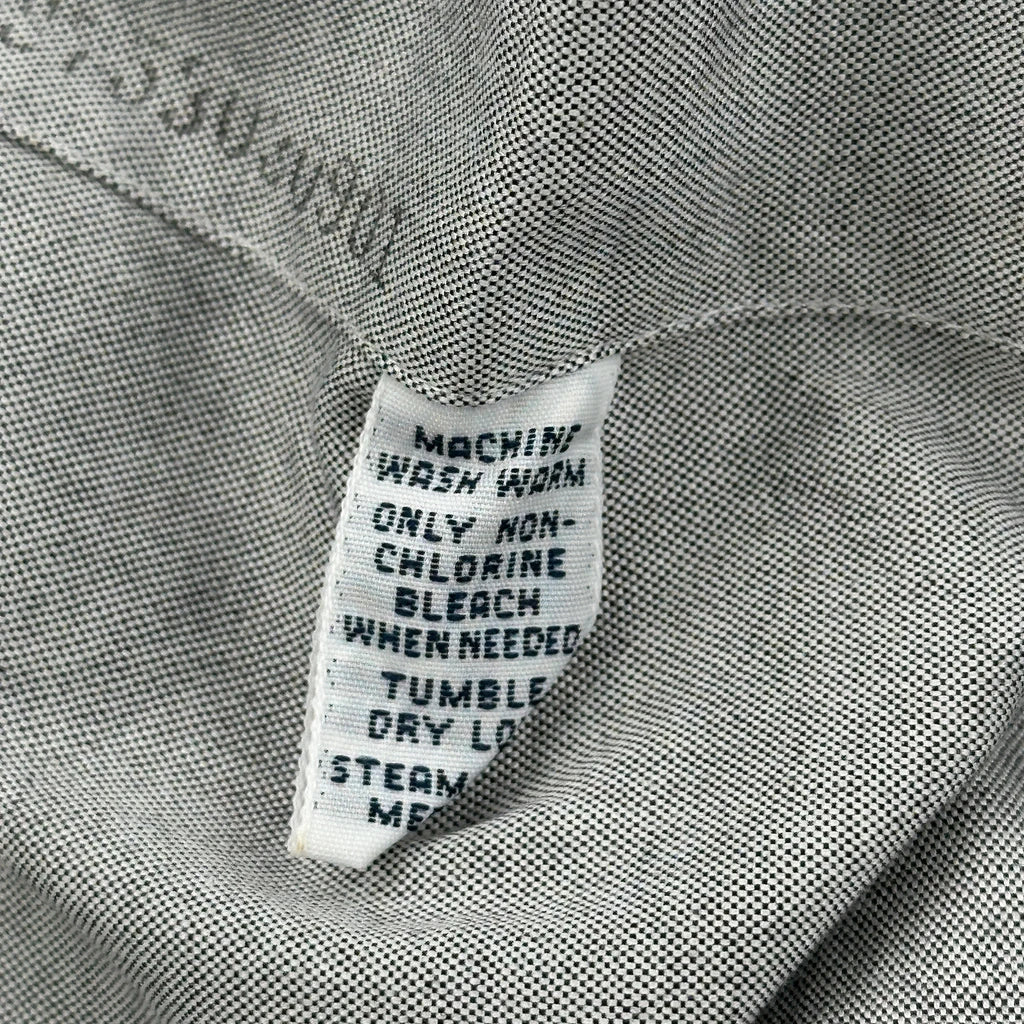 MACHINE
WASH WARM
ONLY NON-
CHLORINE
BLEACH
WHEN NEEDED
TUMBLE
DRY LO
STEAM
ME